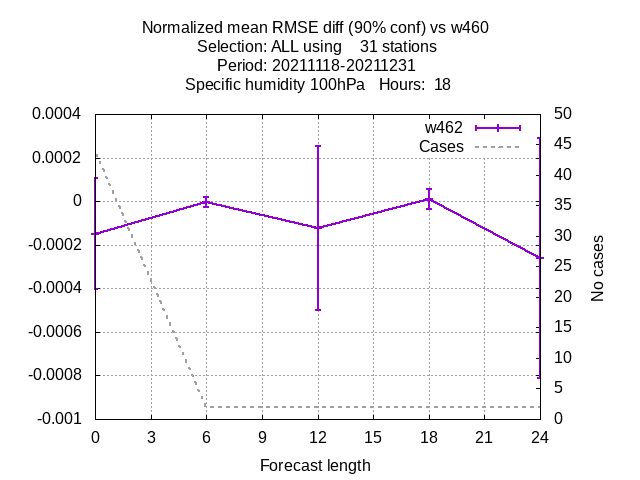 Normalized mean RMSE diff (90% conf) vs w460
Selection: ALL using    31 stations
Period: 20211118-20211231
Specific humidity 100hPa   Hours:  18
w462
Cases
0.0004
0.0002
0
-0.0002
-0.0004
-0.0006
-0.0008
-0.001
50
45
40
35
30
25
20
15
10
5
0
No cases
0 3 6 9 12 15 18 21 24
Forecast length